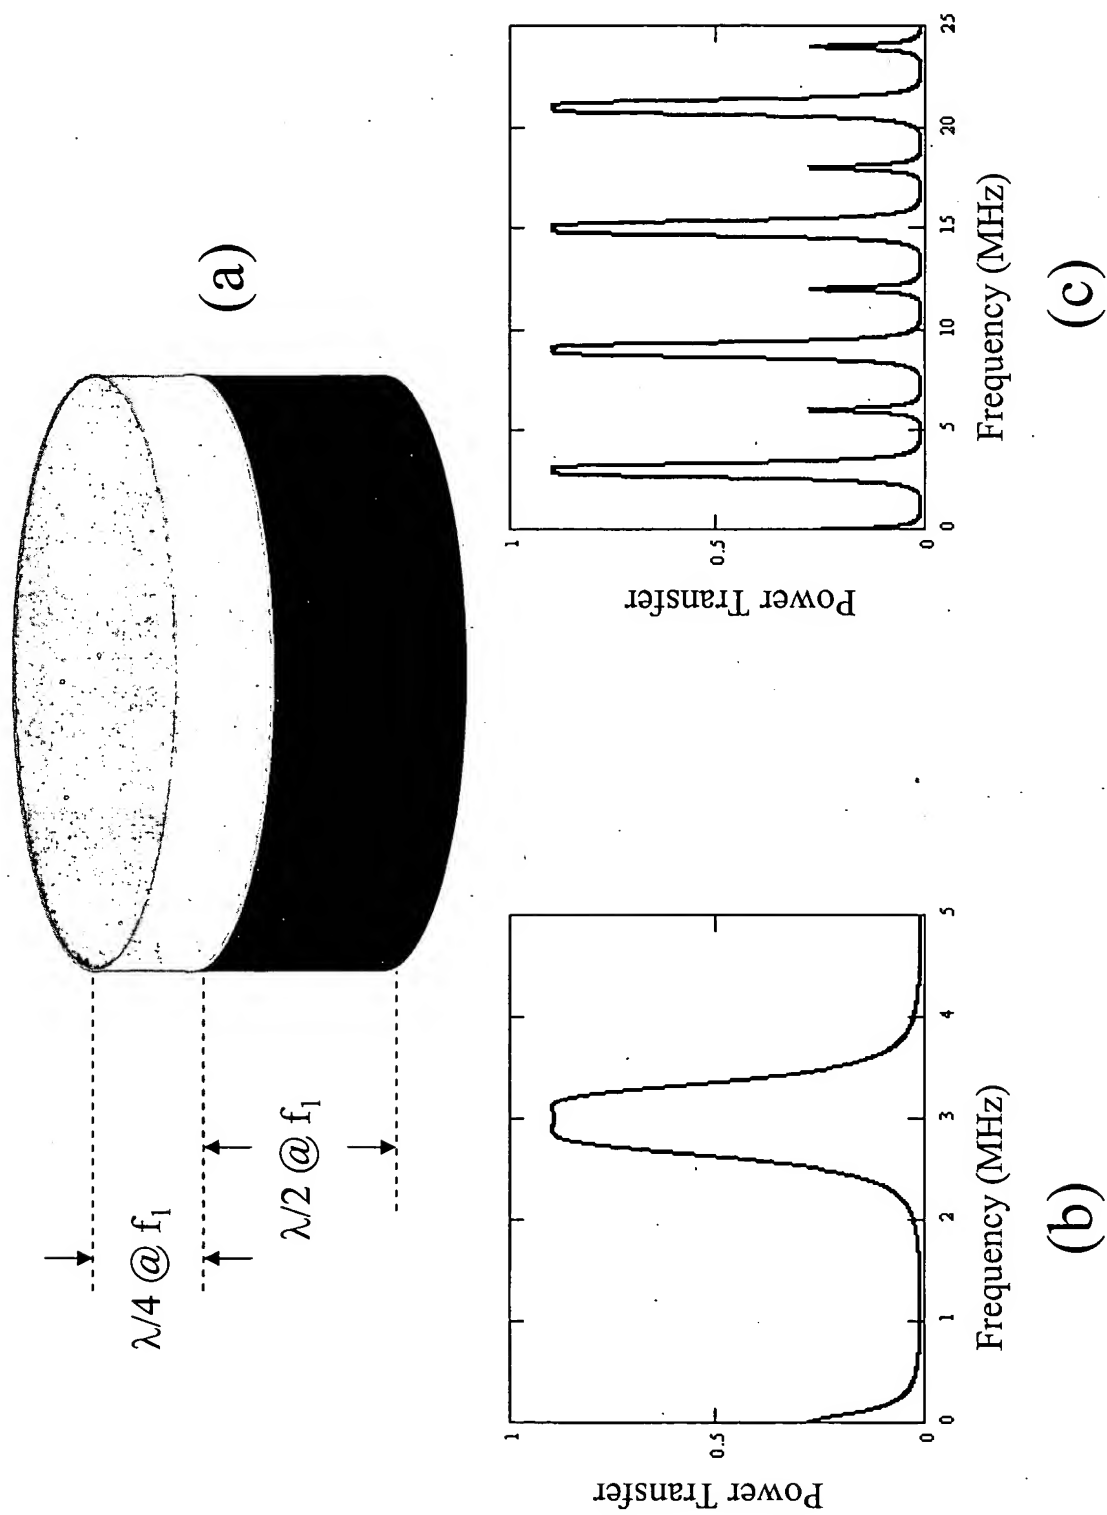 λ/4 @ f1
λ/2 @ f1
(a)
Power Transfer
1
0.5
0
0
1
2
3
4
5
Frequency (MHz)
(b)
Power Transfer
1
0.5
0
0
5
10
15
20
25
Frequency (MHz)
(c)